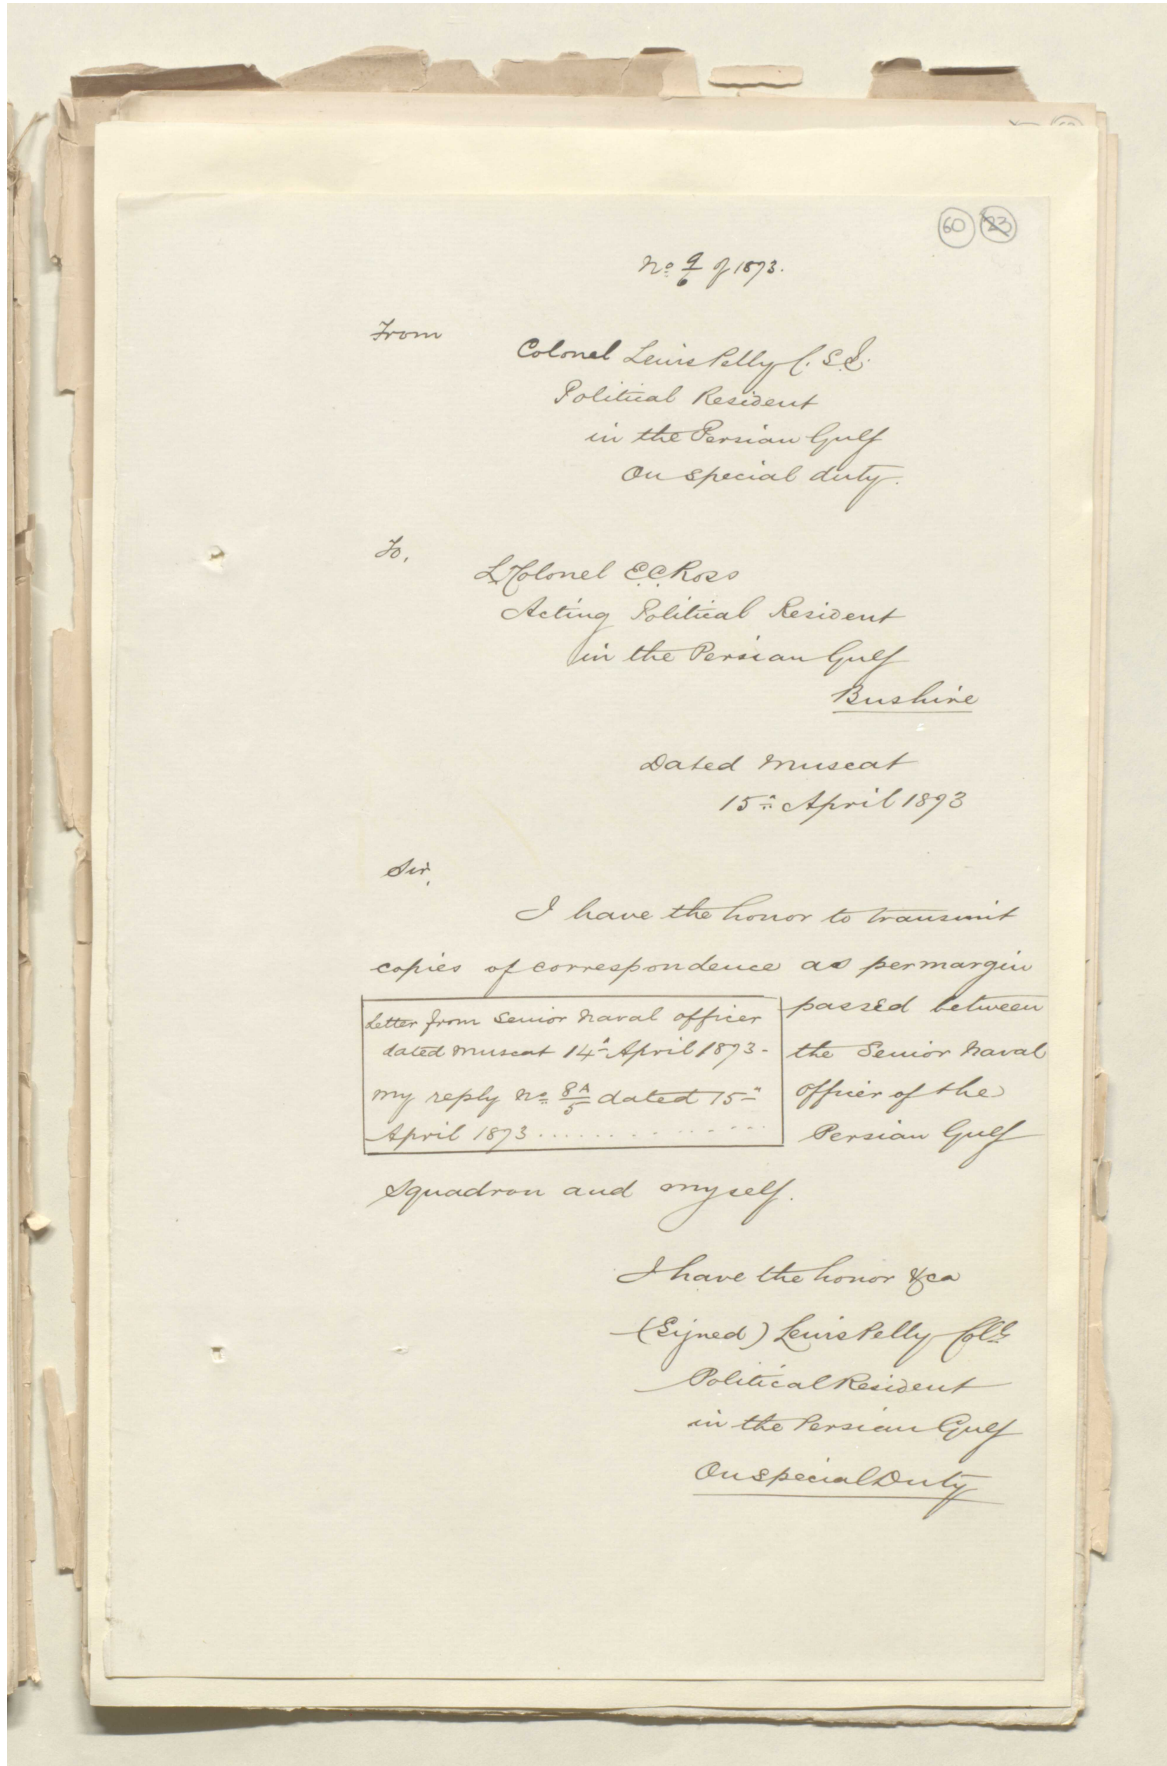 60 23
No. 9/6 of 1873.
From
Colonel Lewis Pelly C. S. I.
Political Resident
in the Persian Gulf
On special duty.
To,
Lt Colonel E. C. Ross
Acting Political Resident
in the Persian Gulf
Bushire
Dated Muscat
15th April 1873
Sir,
I have the honor to transmit
copies of correspondence as per margin
passed between
the Senior Naval
Officer of the
Persian Gulf
Letter from Senior Naval officer
dated Muscat 14th April 1873 -
my reply No. 8A/5 dated 15th
April 1873 ..............
Squadron and myself.
I have the honor &ca
(Signed) Lewis Pelly Coll
Political Resident
in the Persian Gulf
On special Duty